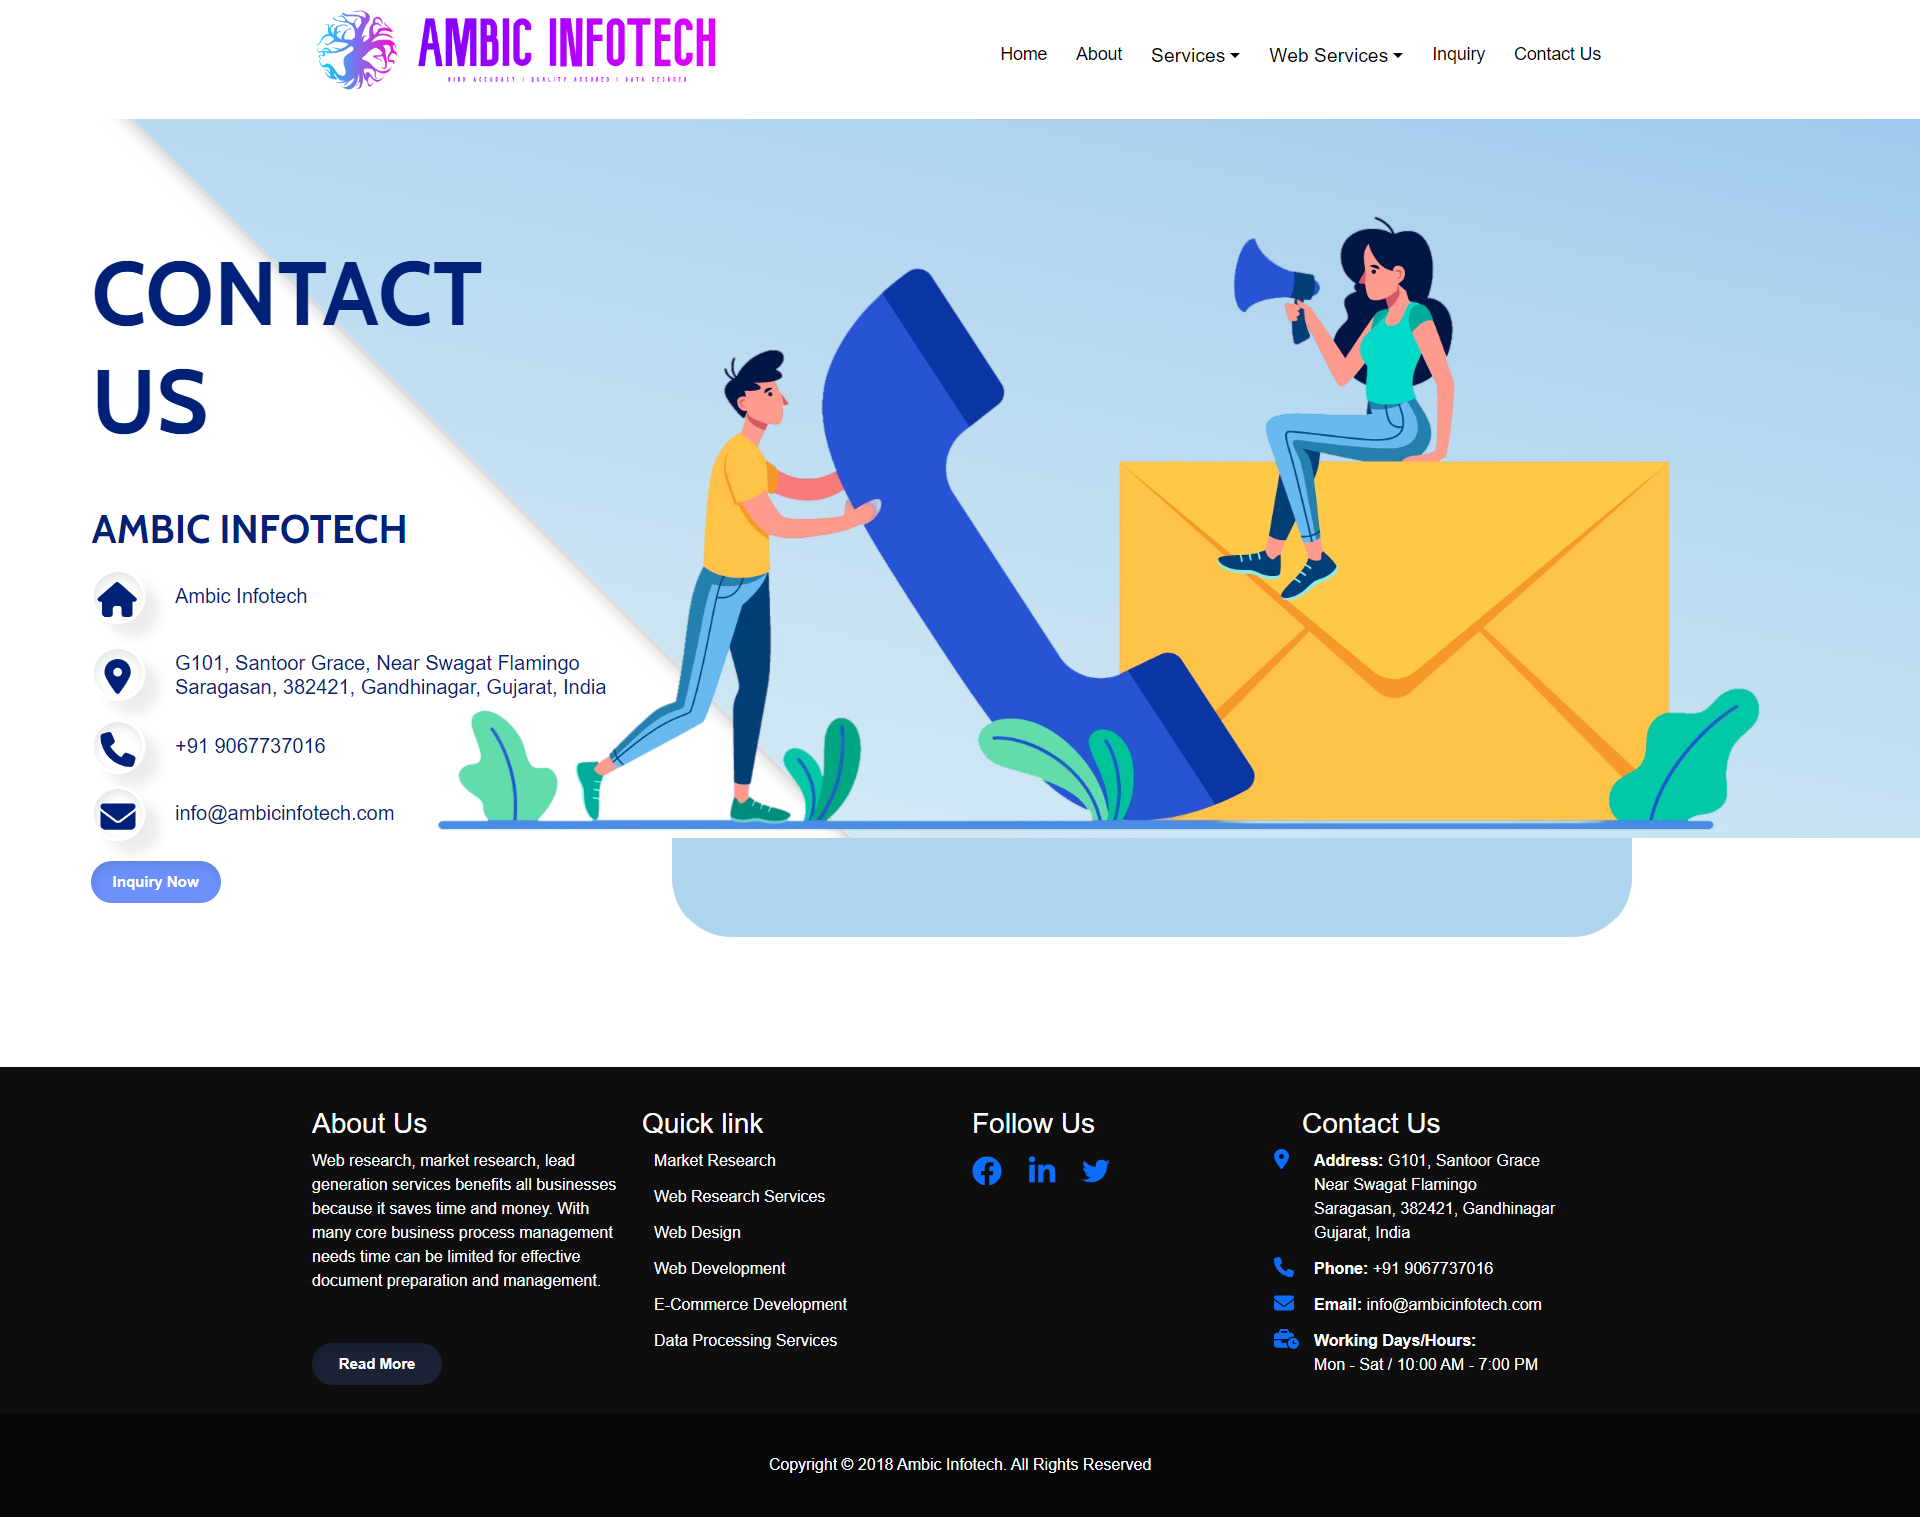 AMBIC INFOTECH
HIGH ACCURACY | QUALITY ASSURED | DATA SECURED
Home
About
Services
Web Services
Inquiry
Contact Us
CONTACT
US
AMBIC INFOTECH
Ambic Infotech
G101, Santoor Grace, Near Swagat Flamingo
Saragasan, 382421, Gandhinagar, Gujarat, India
+91 9067737016
info@ambicinfotech.com
Inquiry Now
About Us
Web research, market research, lead
generation services benefits all businesses
because it saves time and money. With
many core business process management
needs time can be limited for effective
document preparation and management.
Read More
Quick link
Market Research
Web Research Services
Web Design
Web Development
E-Commerce Development
Data Processing Services
Follow Us
Contact Us
Address: G101, Santoor Grace
Near Swagat Flamingo
Saragasan, 382421, Gandhinagar
Gujarat, India
Phone: +91 9067737016
Email: info@ambicinfotech.com
Working Days/Hours:
Mon - Sat / 10:00 AM - 7:00 PM
Copyright © 2018 Ambic Infotech. All Rights Reserved